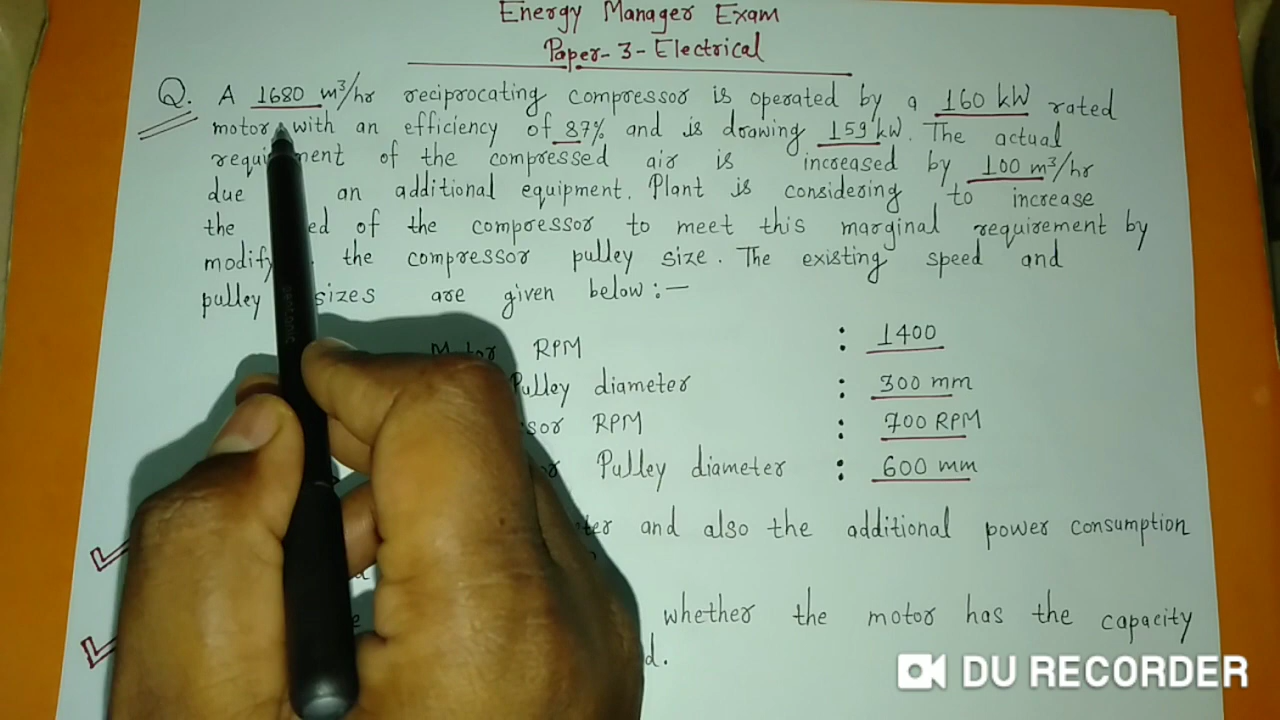 Energy Manager Exam
Paper-3-Electrical
Q. A 1680 m³/hr reciprocating compressor is operated by a 160 kW rated
motor with an efficiency of 87% and is drawing 159 kW. The actual
of the compressed air is increased by 100 m³/hr
due an additional equipment. Plant is considering to increase
the of the compressor to meet this marginal requirement by
the compressor pulley size. The existing speed and
pulley sizes are given below:—
Motor RPM : 1400
Pulley diameter : 300 mm
RPM : 700 RPM
Pulley diameter : 600 mm
and also the additional power consumption
whether the motor has the capacity
DU RECORDER